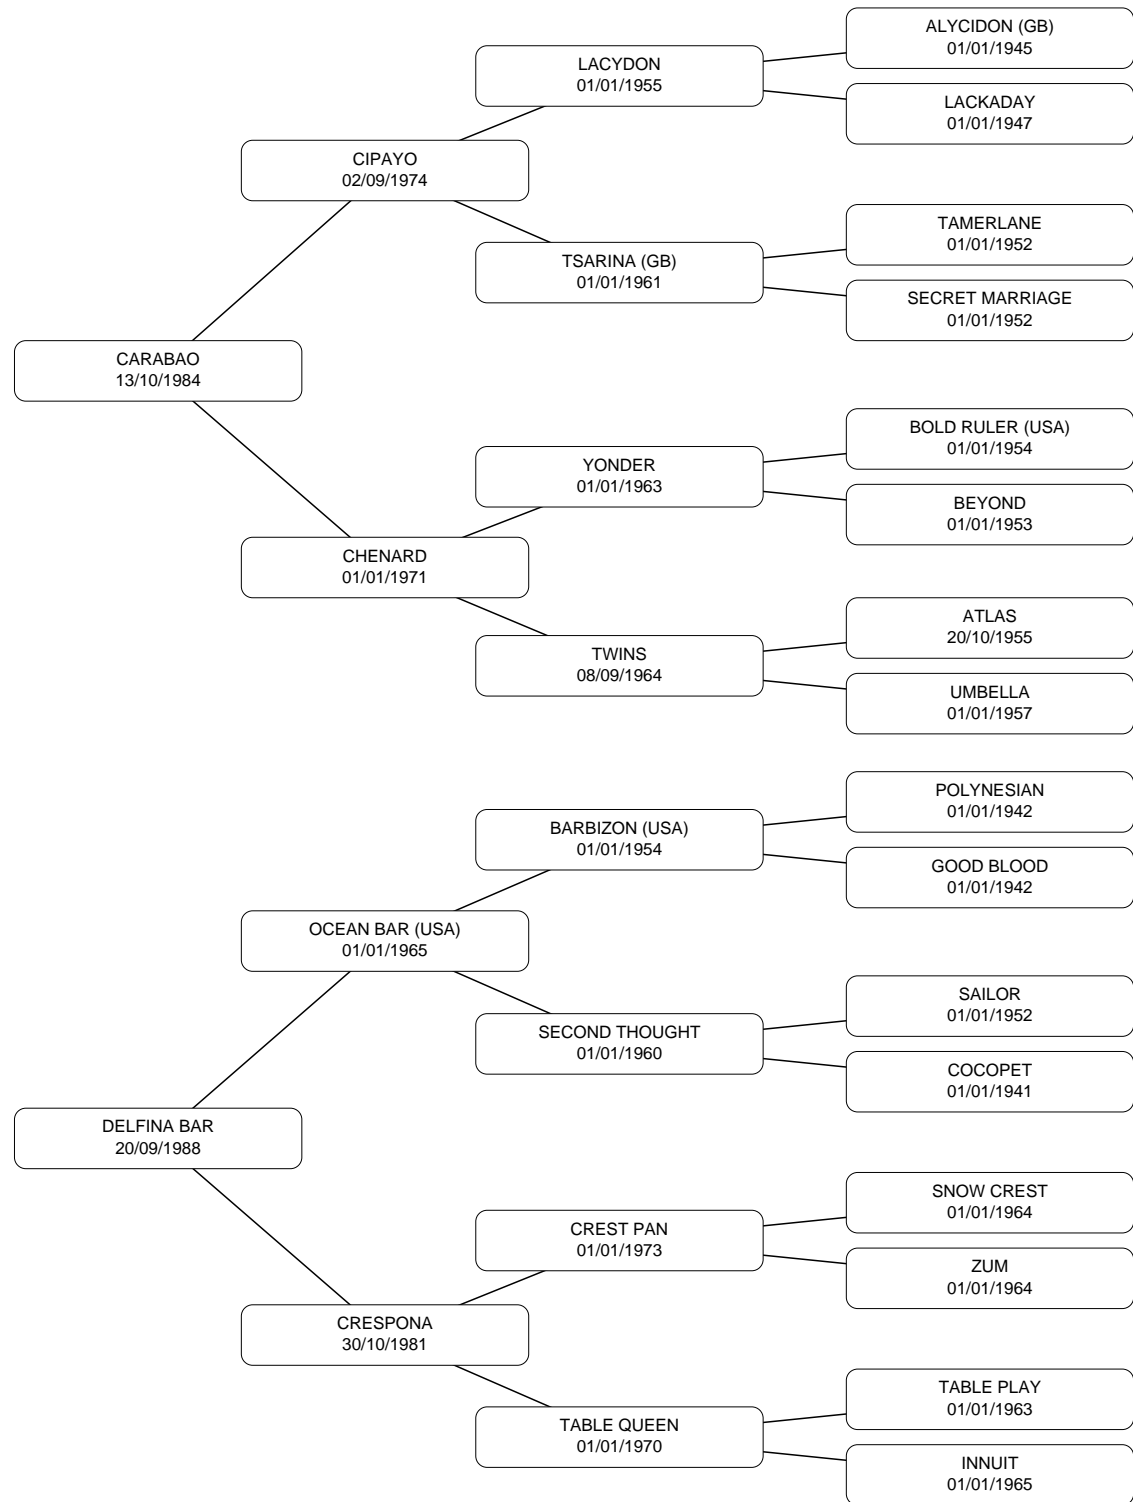 ALYCIDON (GB)
01/01/1945
LACYDON
01/01/1955
LACKADAY
01/01/1947
CIPAYO
02/09/1974
TAMERLANE
01/01/1952
TSARINA (GB)
01/01/1961
SECRET MARRIAGE
01/01/1952
CARABAO
13/10/1984
BOLD RULER (USA)
01/01/1954
YONDER
01/01/1963
BEYOND
01/01/1953
CHENARD
01/01/1971
ATLAS
20/10/1955
TWINS
08/09/1964
UMBELLA
01/01/1957
POLYNESIAN
01/01/1942
BARBIZON (USA)
01/01/1954
GOOD BLOOD
01/01/1942
OCEAN BAR (USA)
01/01/1965
SAILOR
01/01/1952
SECOND THOUGHT
01/01/1960
COCOPET
01/01/1941
DELFINA BAR
20/09/1988
SNOW CREST
01/01/1964
CREST PAN
01/01/1973
ZUM
01/01/1964
CRESPONA
30/10/1981
TABLE PLAY
01/01/1963
TABLE QUEEN
01/01/1970
INNUIT
01/01/1965